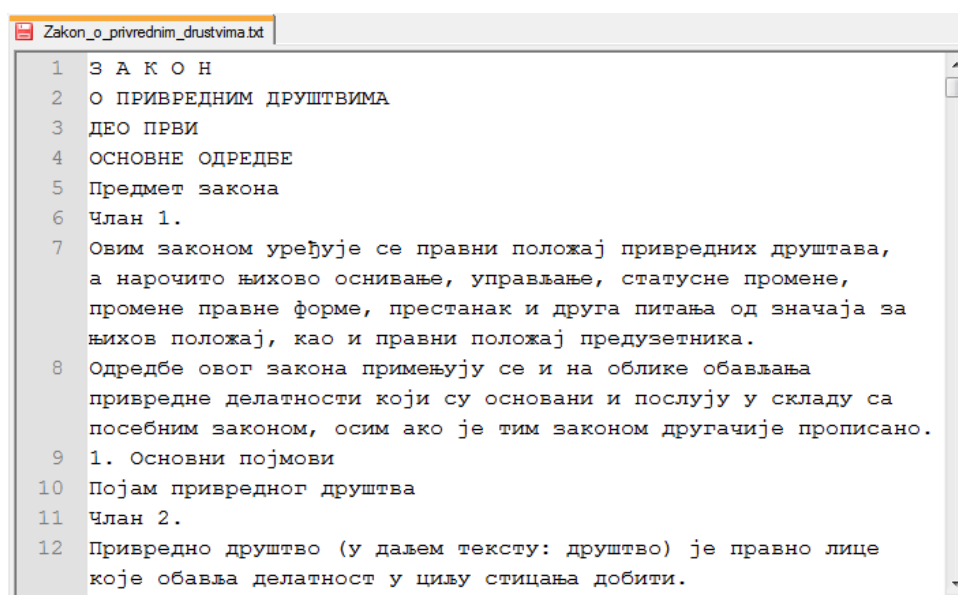 Zakon_o_privrednim_drustvima.txt
1 З А К О Н
2 О ПРИВРЕДНИМ ДРУШТВИМА
3 ДЕО ПРВИ
4 ОСНОВНЕ ОДРЕДБЕ
5 Предмет закона
6 Члан 1.
7 Овим законом уређује се правни положај привредних друштава,
а нарочито њихово оснивање, управљање, статусне промене,
промене правне форме, престанак и друга питања од значаја за
њихов положај, као и правни положај предузетника.
8 Одредбе овог закона примењују се и на облике обављања
привредне делатности који су основани и послују у складу са
посебним законом, осим ако је тим законом другачије прописано.
9 1. Основни појмови
10 Појам привредног друштва
11 Члан 2.
12 Привредно друштво (у даљем тексту: друштво) је правно лице
које обавља делатност у циљу стицања добити.